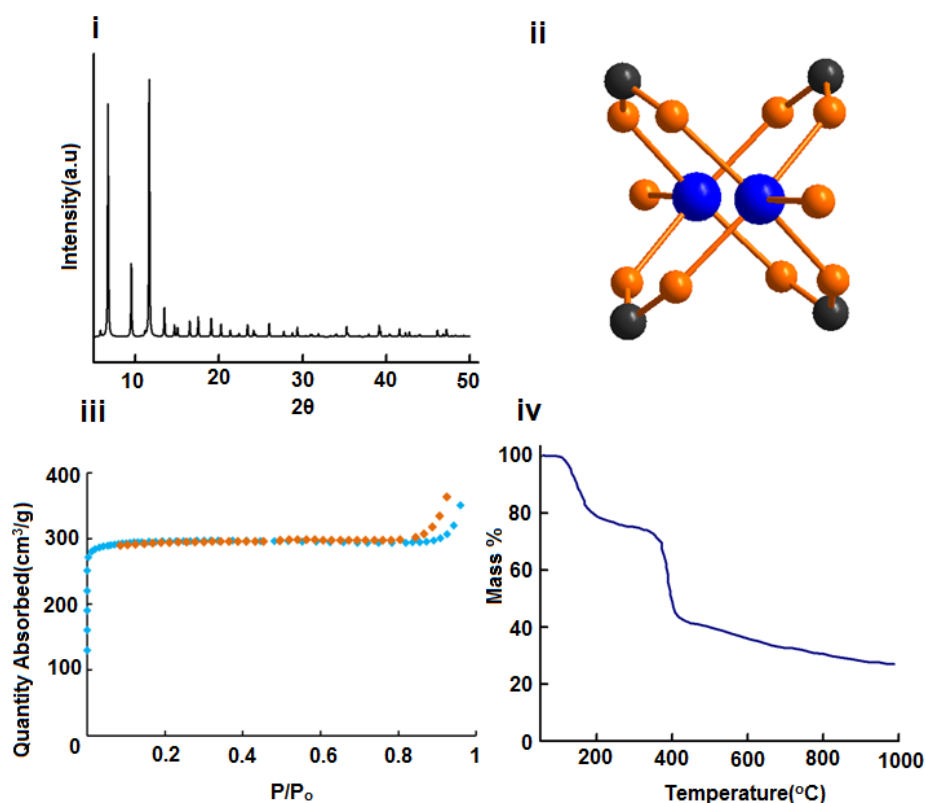 i
Intensity(a.u)
10
20
30
40
50
2θ
ii
iii
400
300
200
100
0
Quantity Absorbed(cm³/g)
0.2
0.4
0.6
0.8
1
P/Po
iv
100
80
60
40
20
0
Mass %
200
400
600
800
1000
Temperature(oC)